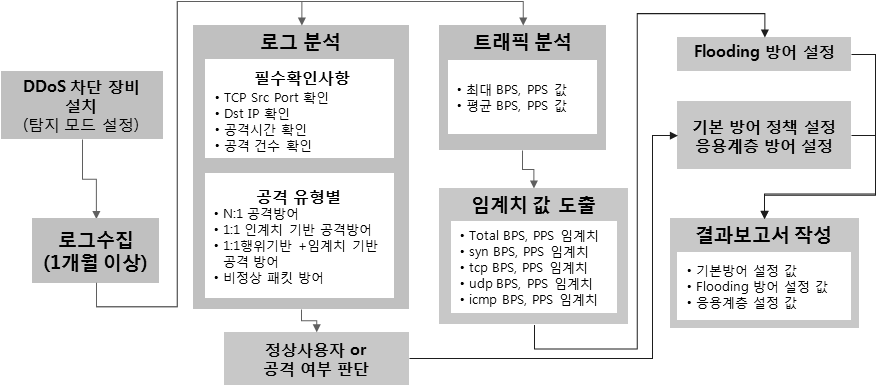 DDoS 차단 장비
설치
(탐지 모드 설정)
로그수집
(1개월 이상)
로그 분석
필수확인사항
• TCP Src Port 확인
• Dst IP 확인
• 공격시간 확인
• 공격 건수 확인
공격 유형별
• N:1 공격방어
• 1:1 인계치 기반 공격방어
• 1:1행위기반 +임계치 기반
공격 방어
• 비정상 패킷 방어
정상사용자 or
공격 여부 판단
트래픽 분석
• 최대 BPS, PPS 값
• 평균 BPS, PPS 값
임계치 값 도출
• Total BPS, PPS 임계치
• syn BPS, PPS 임계치
• tcp BPS, PPS 임계치
• udp BPS, PPS 임계치
• icmp BPS, PPS 임계치
Flooding 방어 설정
기본 방어 정책 설정
응용계층 방어 설정
결과보고서 작성
• 기본방어 설정 값
• Flooding 방어 설정 값
• 응용계층 설정 값